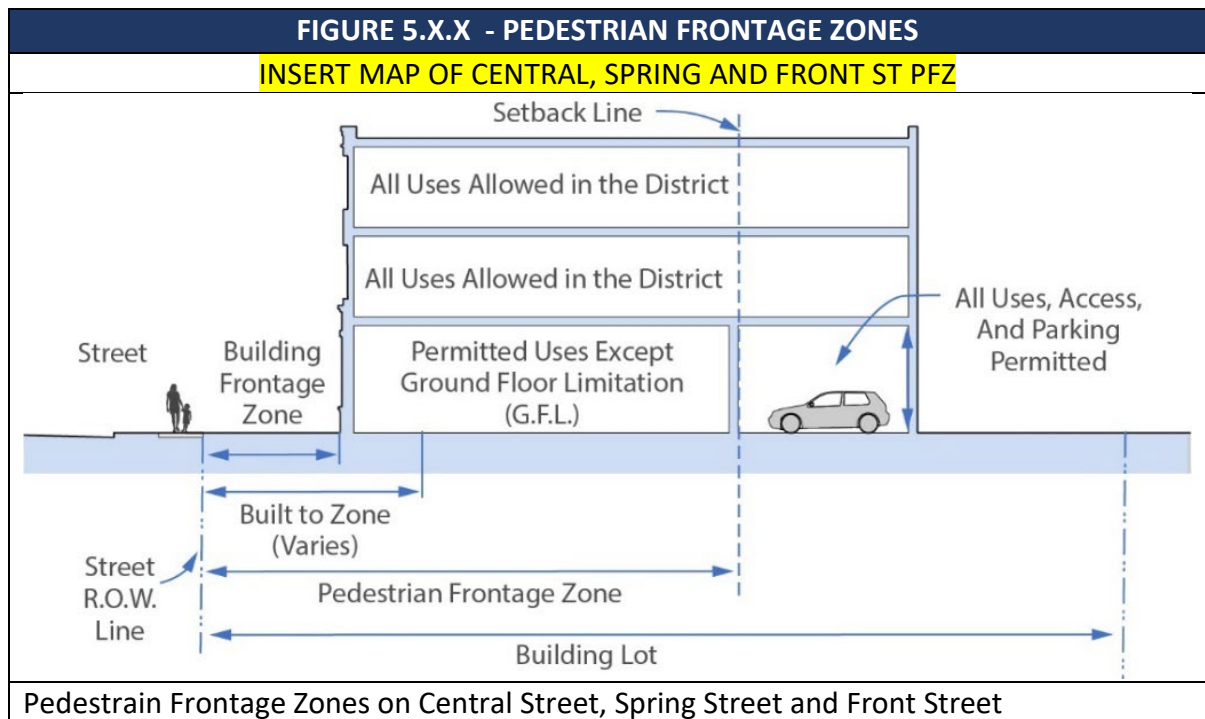 FIGURE 5.X.X - PEDESTRIAN FRONTAGE ZONES
INSERT MAP OF CENTRAL, SPRING AND FRONT ST PFZ
Setback Line
All Uses Allowed in the District
All Uses Allowed in the District
All Uses, Access,
And Parking
Permitted
Street
Building
Frontage
Zone
Permitted Uses Except
Ground Floor Limitation
(G.F.L.)
Built to Zone
(Varies)
Street
R.O.W.
Line
Pedestrian Frontage Zone
Building Lot
Pedestrain Frontage Zones on Central Street, Spring Street and Front Street